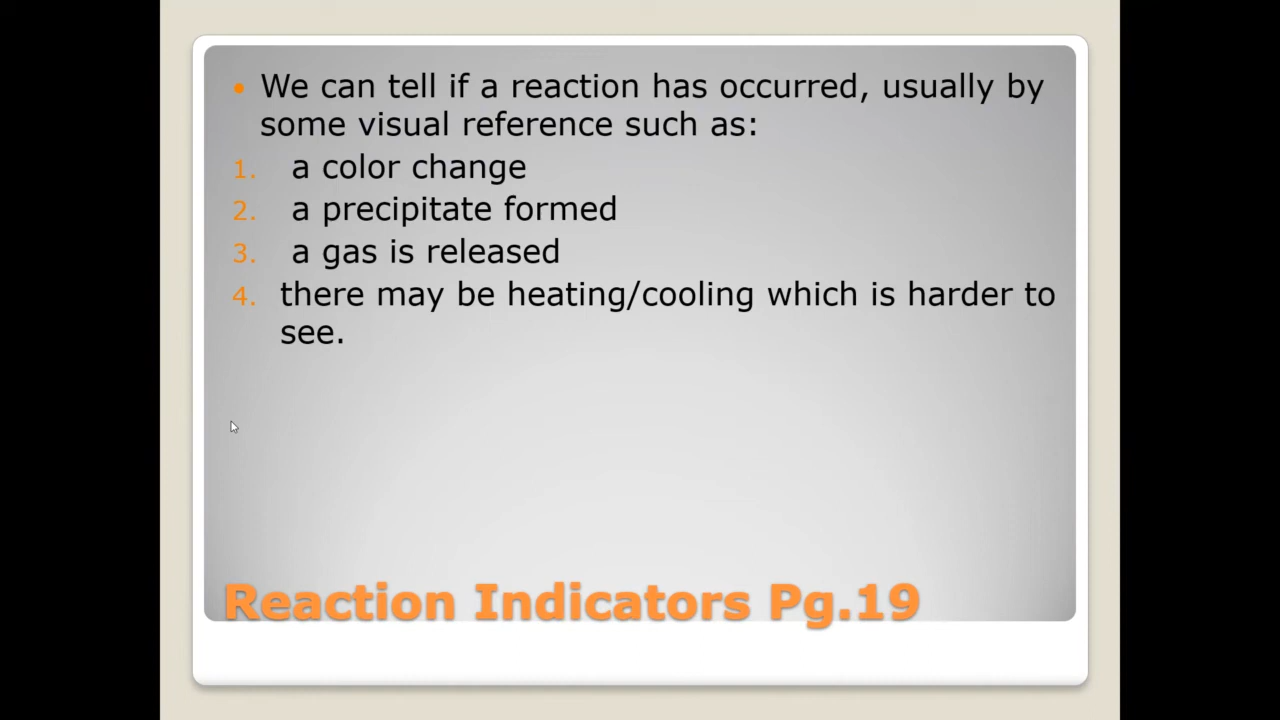 • We can tell if a reaction has occurred, usually by
some visual reference such as:
1. a color change
2. a precipitate formed
3. a gas is released
4. there may be heating/cooling which is harder to
see.
Reaction Indicators Pg.19